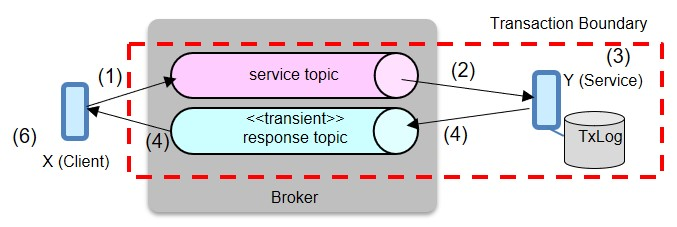 Transaction Boundary
(1)
service topic
(2)
(3)
Y (Service)
<<transient>>
response topic
(4)
(4)
TxLog
(6)
X (Client)
Broker